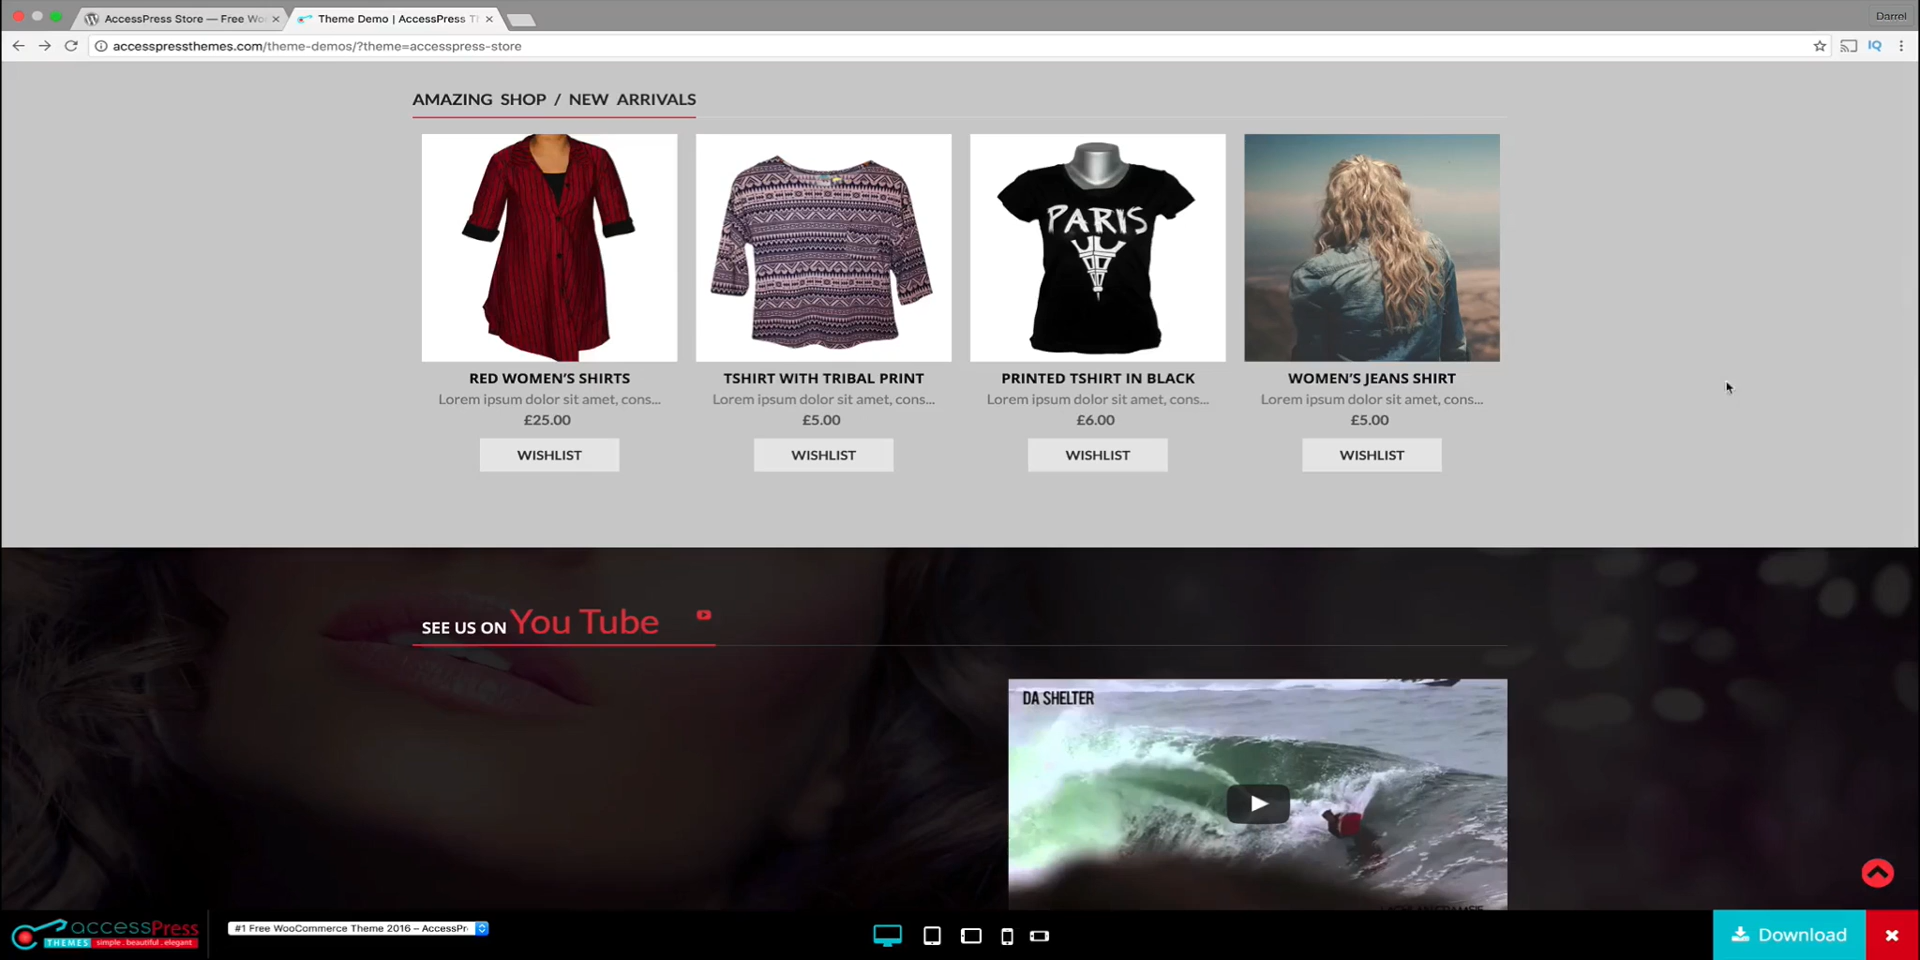 AccessPress Store — Free Wo
Theme Demo | AccessPress T
Darrel
accesspressthemes.com/theme-demos/?theme=accesspress-store
IQ
AMAZING SHOP / NEW ARRIVALS
PARIS
RED WOMEN'S SHIRTS
TSHIRT WITH TRIBAL PRINT
PRINTED TSHIRT IN BLACK
WOMEN'S JEANS SHIRT
Lorem ipsum dolor sit amet, cons...
Lorem ipsum dolor sit amet, cons...
Lorem ipsum dolor sit amet, cons...
Lorem ipsum dolor sit amet, cons...
£25.00
£5.00
£6.00
£5.00
WISHLIST
WISHLIST
WISHLIST
WISHLIST
SEE US ON You Tube
DA SHELTER
accessPress
THEMES simple . beautiful . elegant
#1 Free WooCommerce Theme 2016 – AccessPr
Download